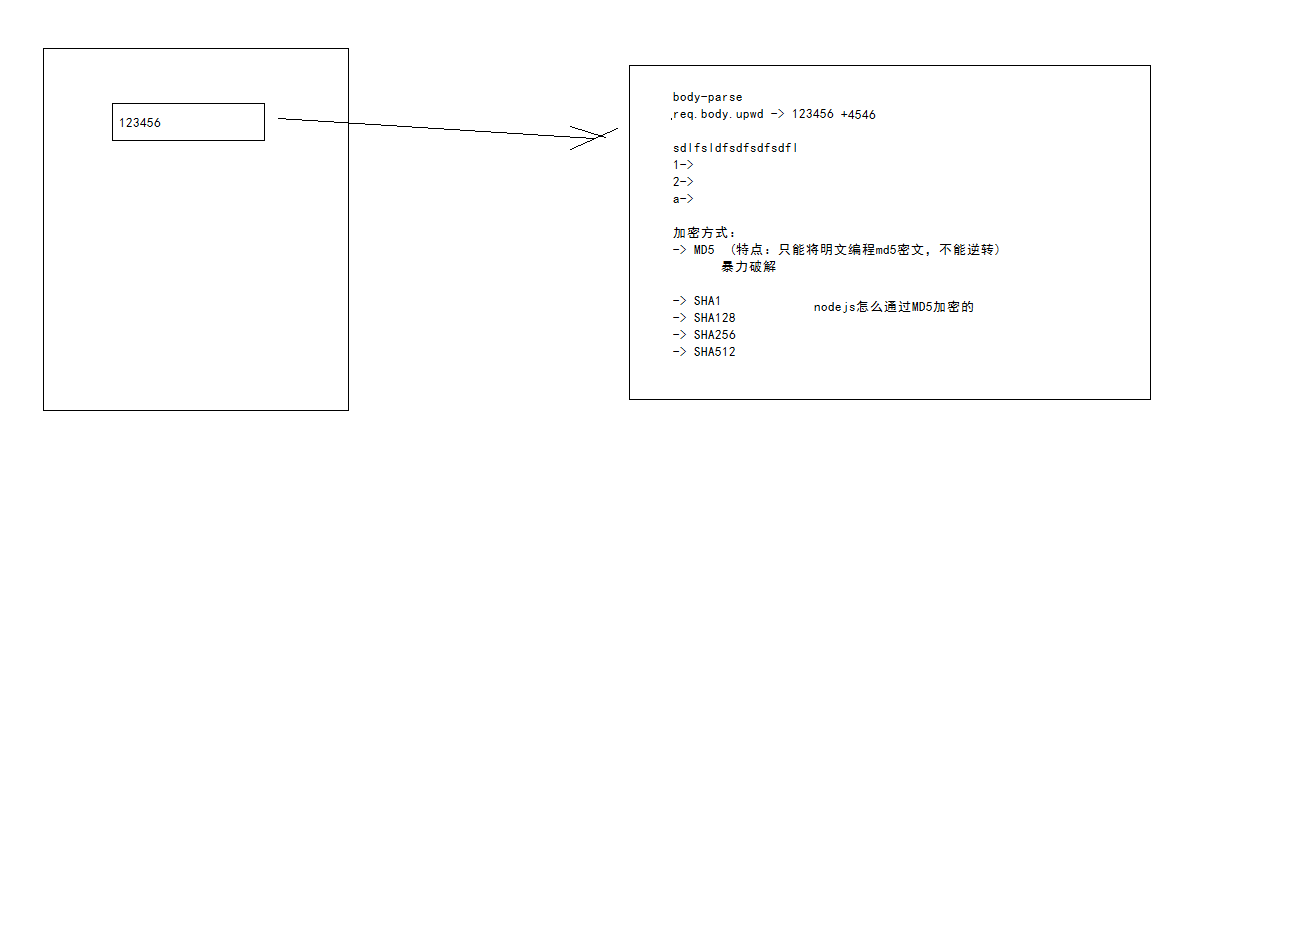 123456
body-parse
req.body.upwd -> 123456 +4546
sdlfsldfsdfsdfsdfl
1->
2->
a->
加密方式：
-> MD5 （特点：只能将明文编程md5密文，不能逆转）
暴力破解
-> SHA1
nodejs怎么通过MD5加密的
-> SHA128
-> SHA256
-> SHA512